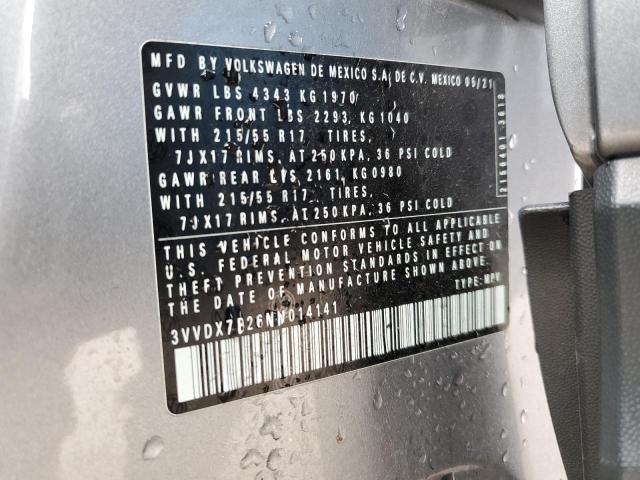 MFD BY VOLKSWAGEN DE MEXICO S.A. DE C.V. MEXICO 05/21
GVWR LBS 4343 KG 1970
GAWR FRONT LBS 2293, KG 1040
WITH 215/55 R17 TIRES,
7JX17 RIMS, AT 250 KPA, 36 PSI COLD
GAWR REAR LBS 2161, KG 0980
WITH 215/55 R17 TIRES,
7JX17 RIMS, AT 250 KPA, 36 PSI COLD
THIS VEHICLE CONFORMS TO ALL APPLICABLE
U.S. FEDERAL MOTOR VEHICLE SAFETY AND
THEFT PREVENTION STANDARDS IN EFFECT ON
THE DATE OF MANUFACTURE SHOWN ABOVE.
TYPE: MPV
3VVDX7B26NM014141
2150401 3618